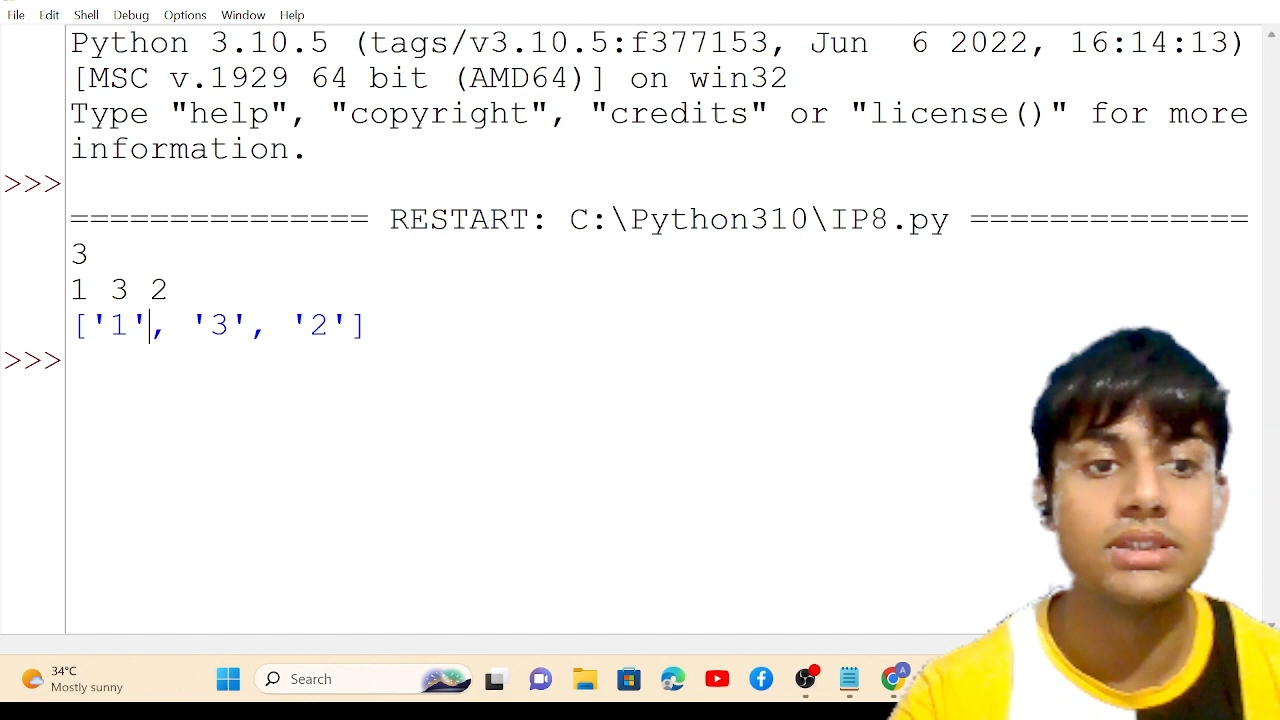 File Edit Shell Debug Options Window Help
Python 3.10.5 (tags/v3.10.5:f377153, Jun  6 2022, 16:14:13)
[MSC v.1929 64 bit (AMD64)] on win32
Type "help", "copyright", "credits" or "license()" for more
information.
>>>
=============== RESTART: C:\Python310\IP8.py ==============
3
1 3 2
['1', '3', '2']
>>>
34°C
Mostly sunny
Search
A